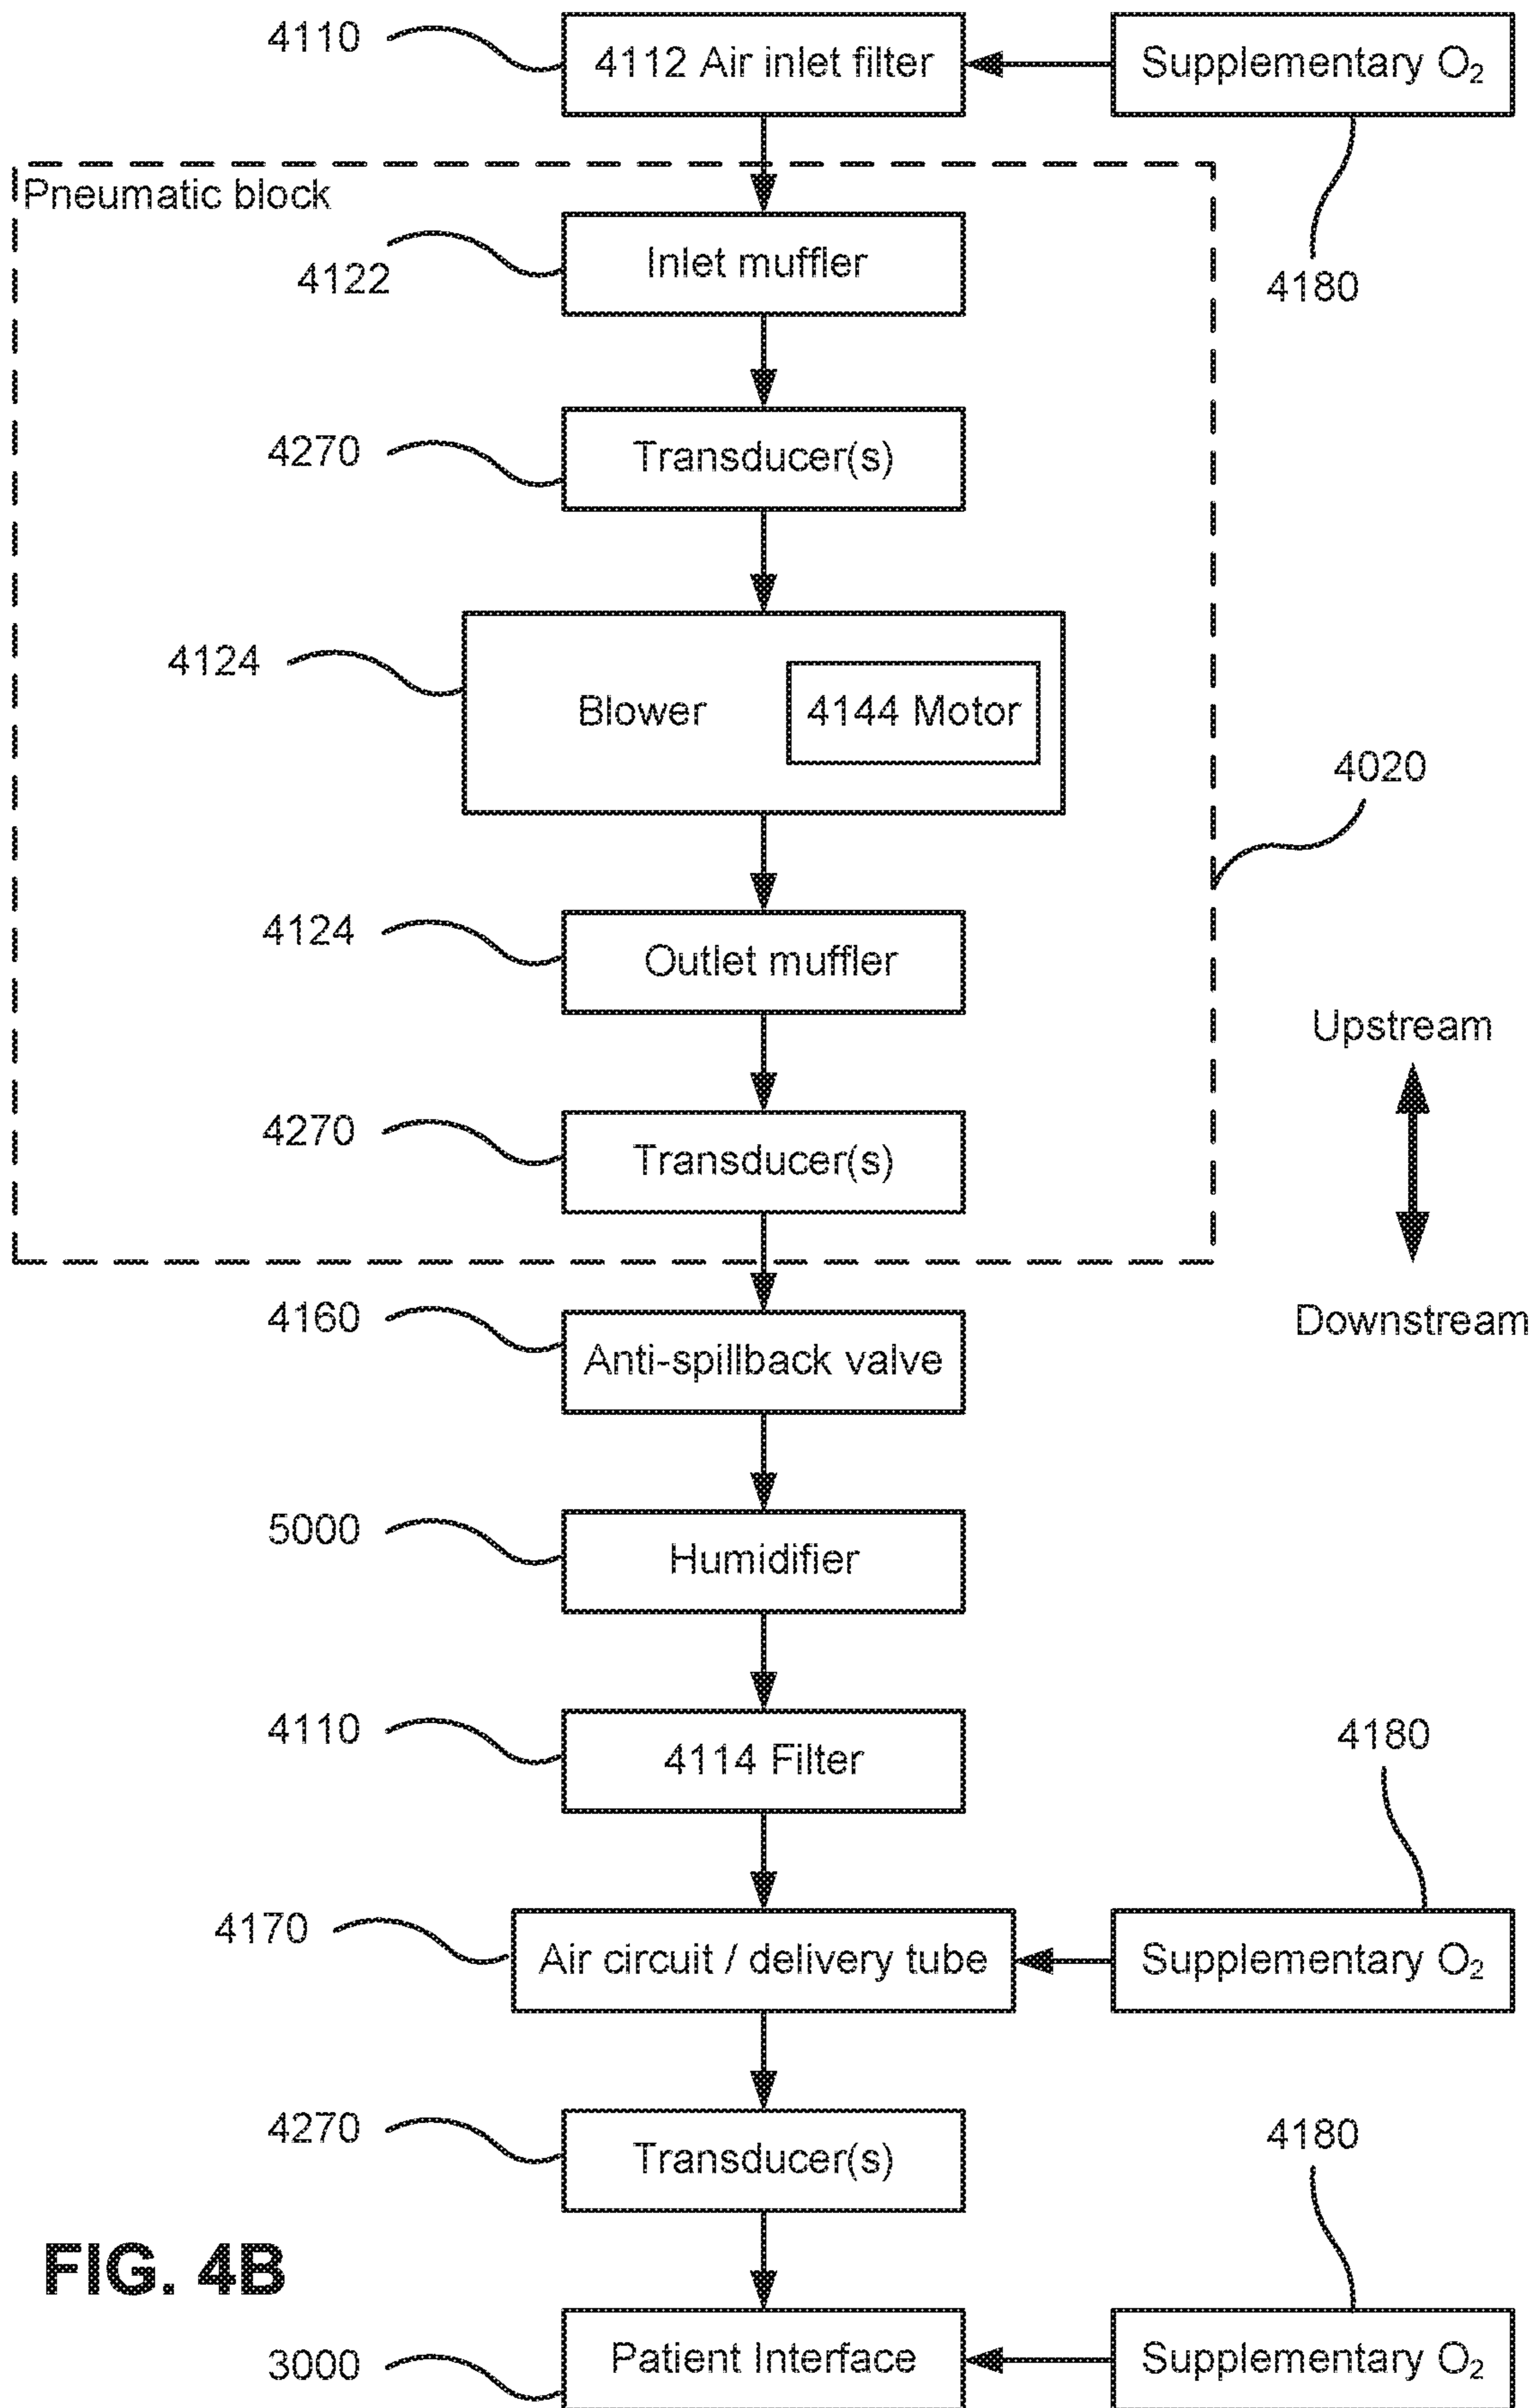 4110
4112 Air inlet filter
Supplementary O₂
Pneumatic block
4122
Inlet muffler
4180
4270
Transducer(s)
4124
Blower
4144 Motor
4020
4124
Outlet muffler
Upstream
4270
Transducer(s)
4160
Anti-spillback valve
Downstream
5000
Humidifier
4110
4114 Filter
4180
4170
Air circuit / delivery tube
Supplementary O₂
4270
Transducer(s)
4180
FIG. 4B
3000
Patient Interface
Supplementary O₂